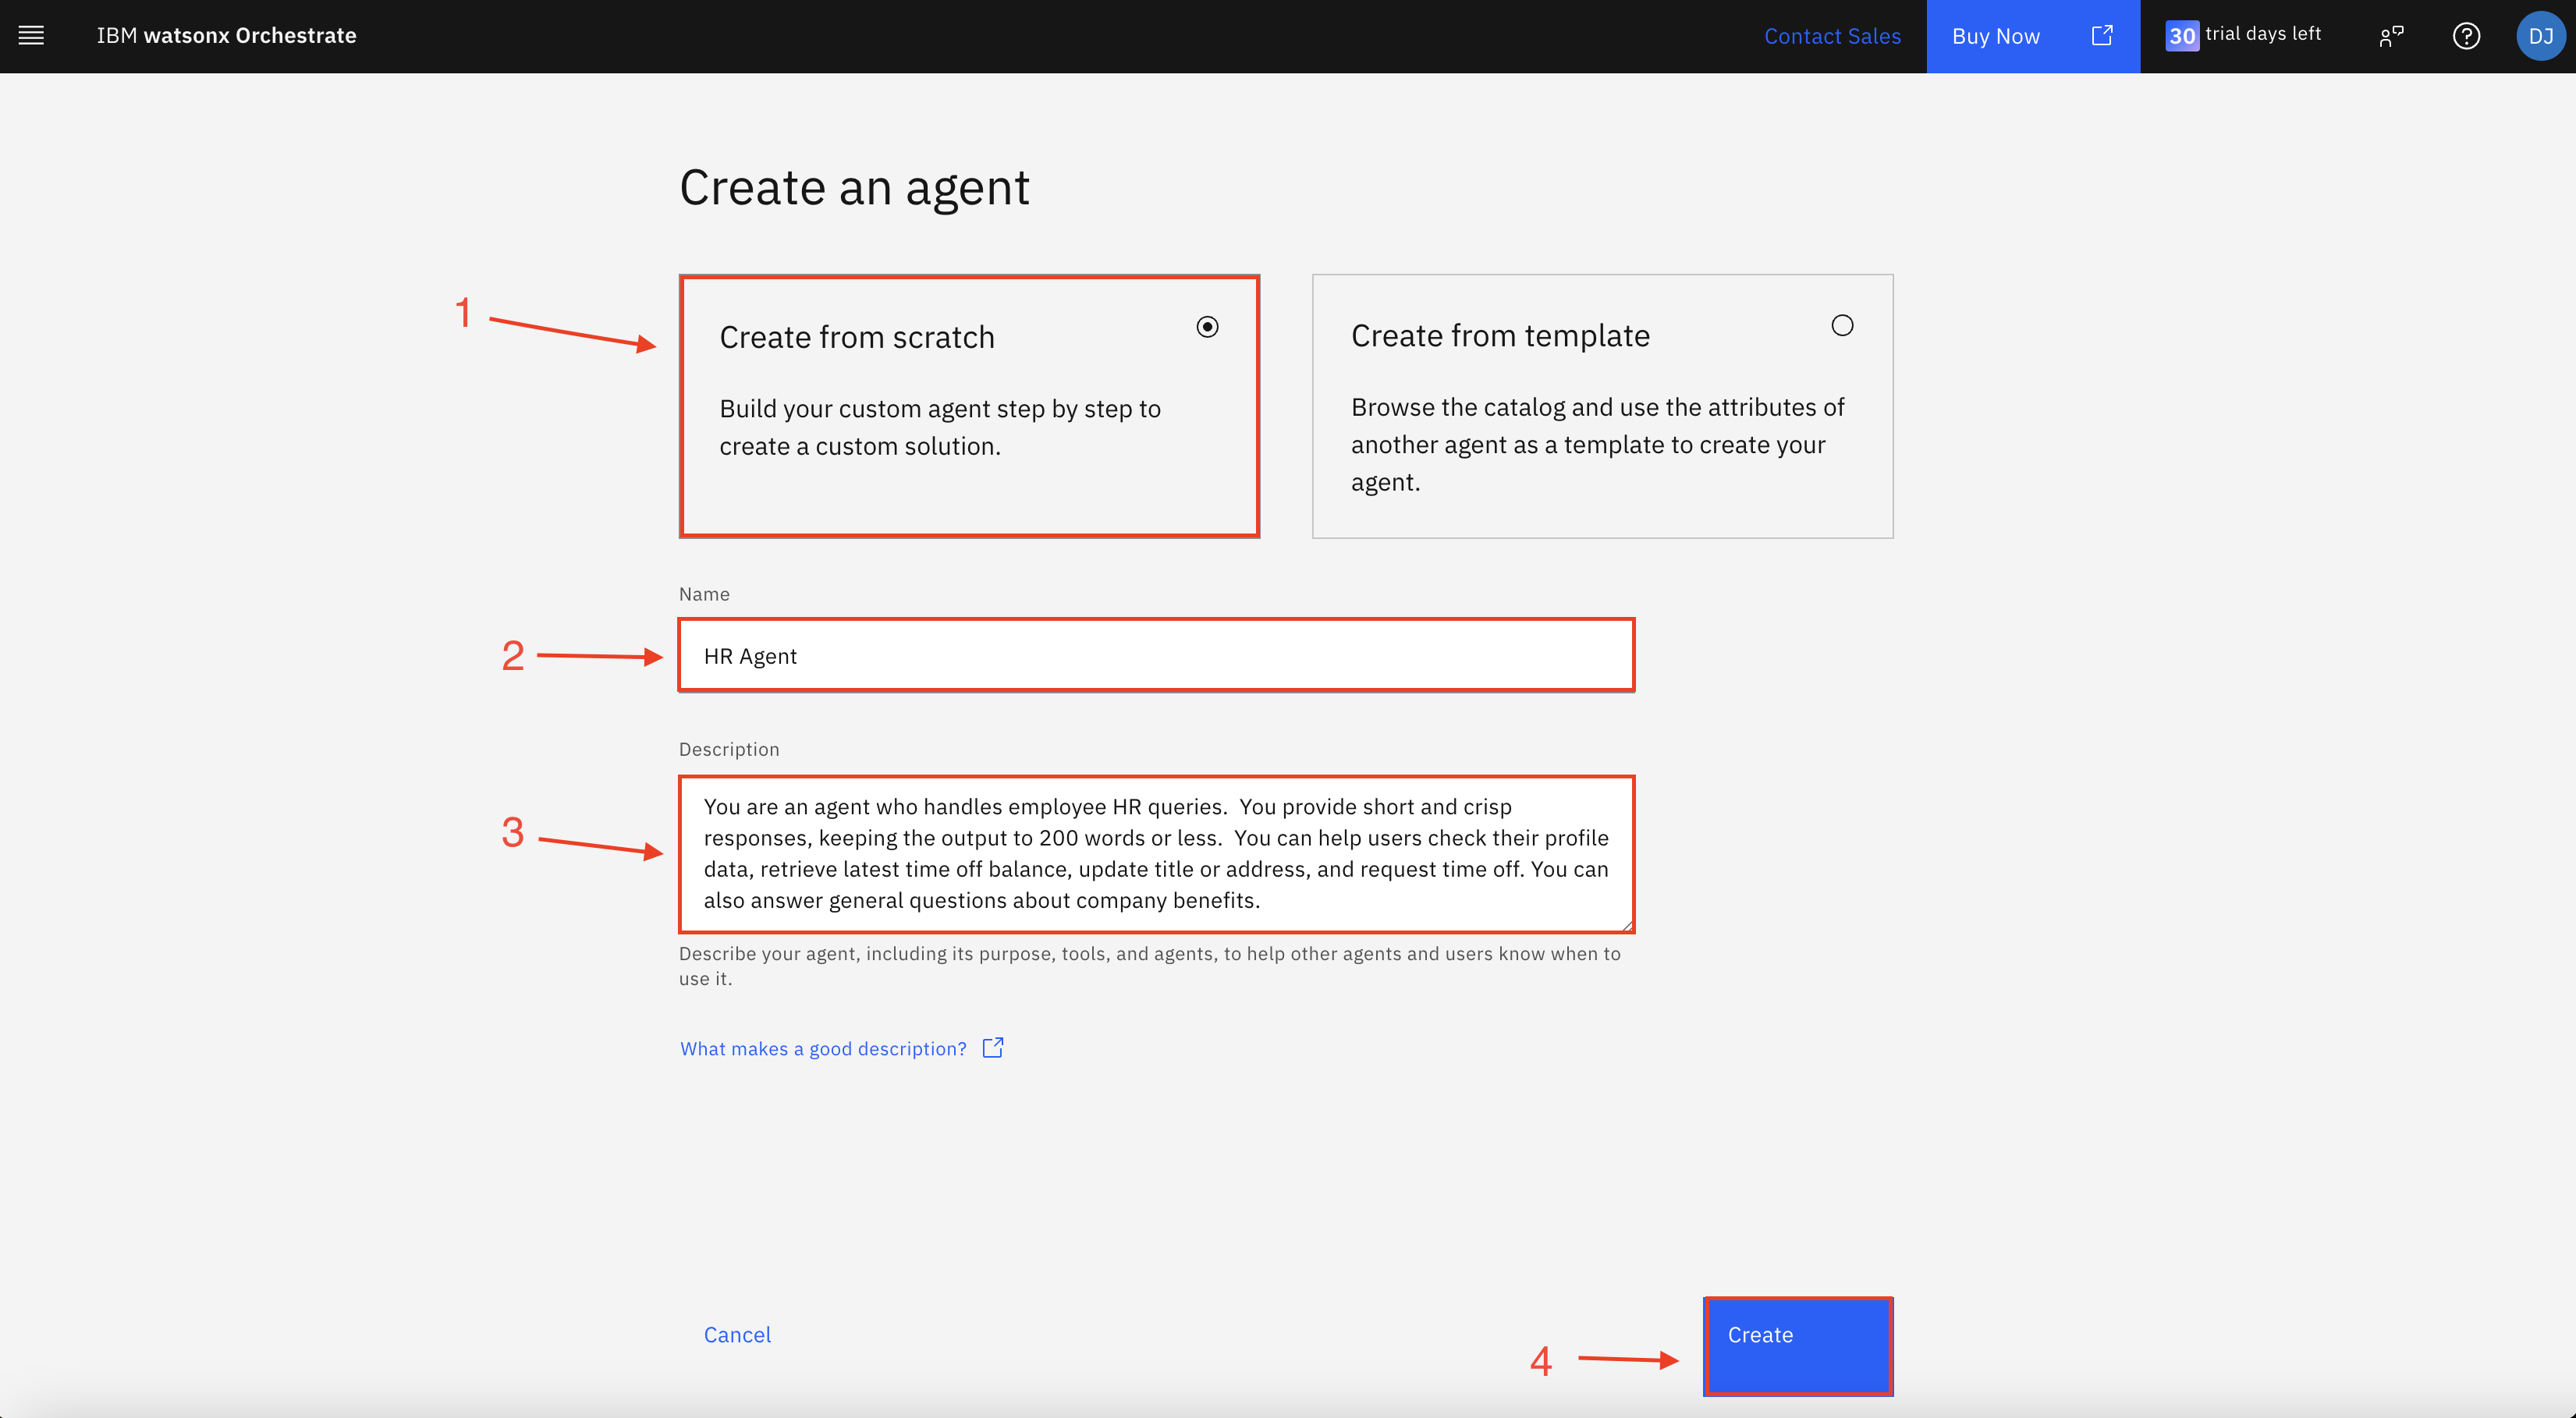 IBM watsonx Orchestrate
Contact Sales
Buy Now
30 trial days left
DJ
Create an agent
1
Create from scratch
Build your custom agent step by step to
create a custom solution.
Create from template
Browse the catalog and use the attributes of
another agent as a template to create your
agent.
Name
2
HR Agent
Description
3
You are an agent who handles employee HR queries.  You provide short and crisp
responses, keeping the output to 200 words or less.  You can help users check their profile
data, retrieve latest time off balance, update title or address, and request time off. You can
also answer general questions about company benefits.
Describe your agent, including its purpose, tools, and agents, to help other agents and users know when to
use it.
What makes a good description?
Cancel
4
Create